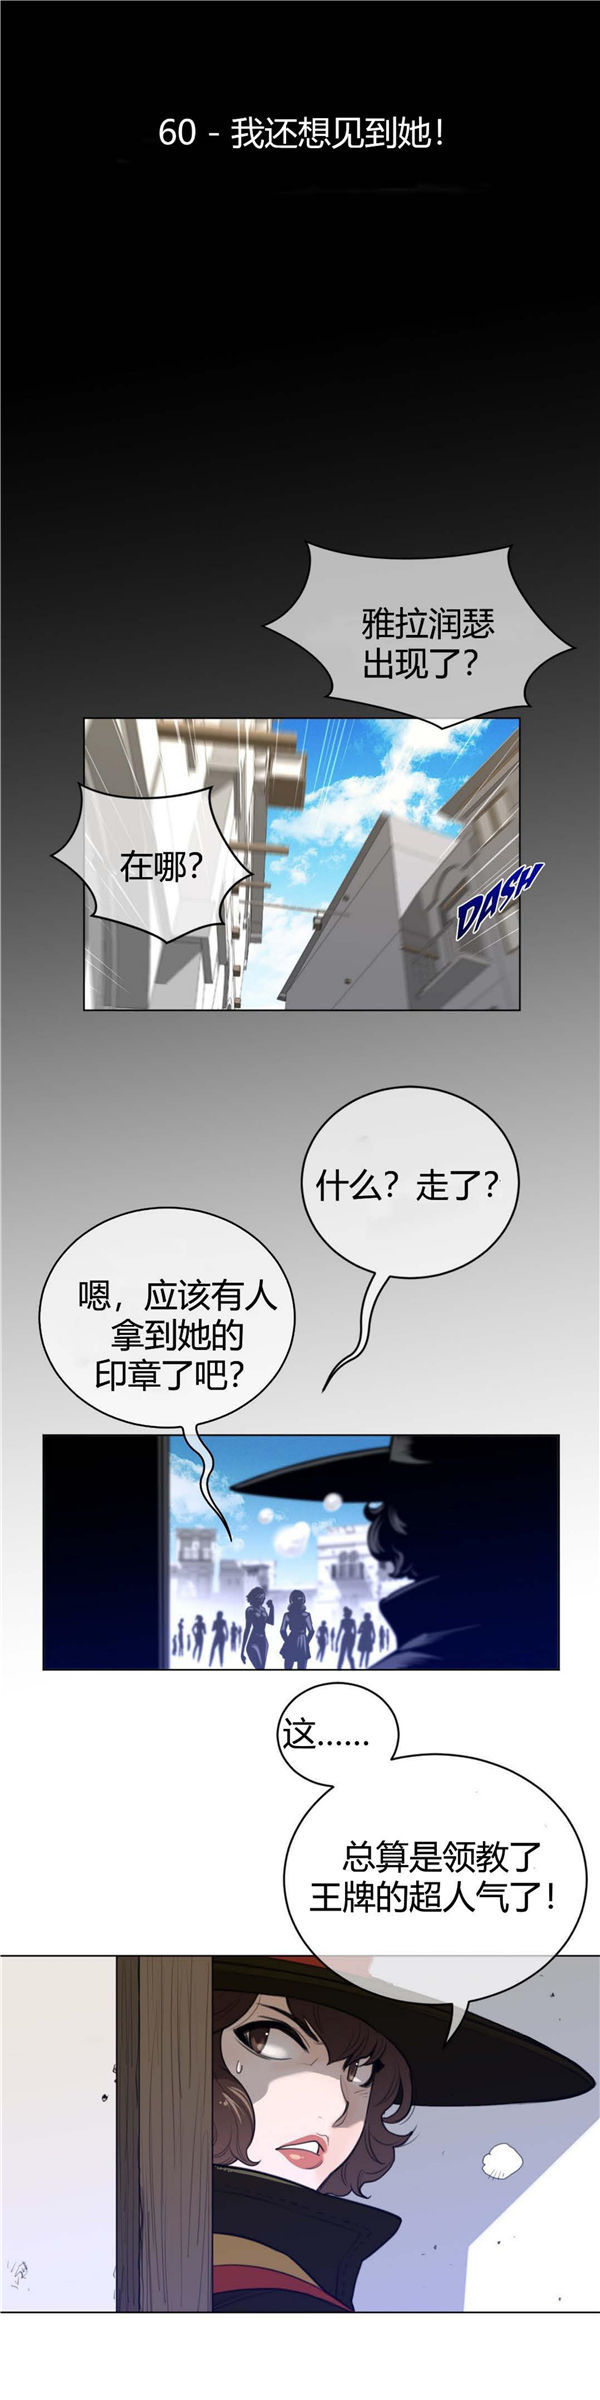 60 - 我还想见到她！
雅拉润瑟
出现了？
在哪？
DASH
什么？走了？
嗯，应该有人
拿到她的
印章了吧？
这……
总算是领教了
王牌的超人气了！